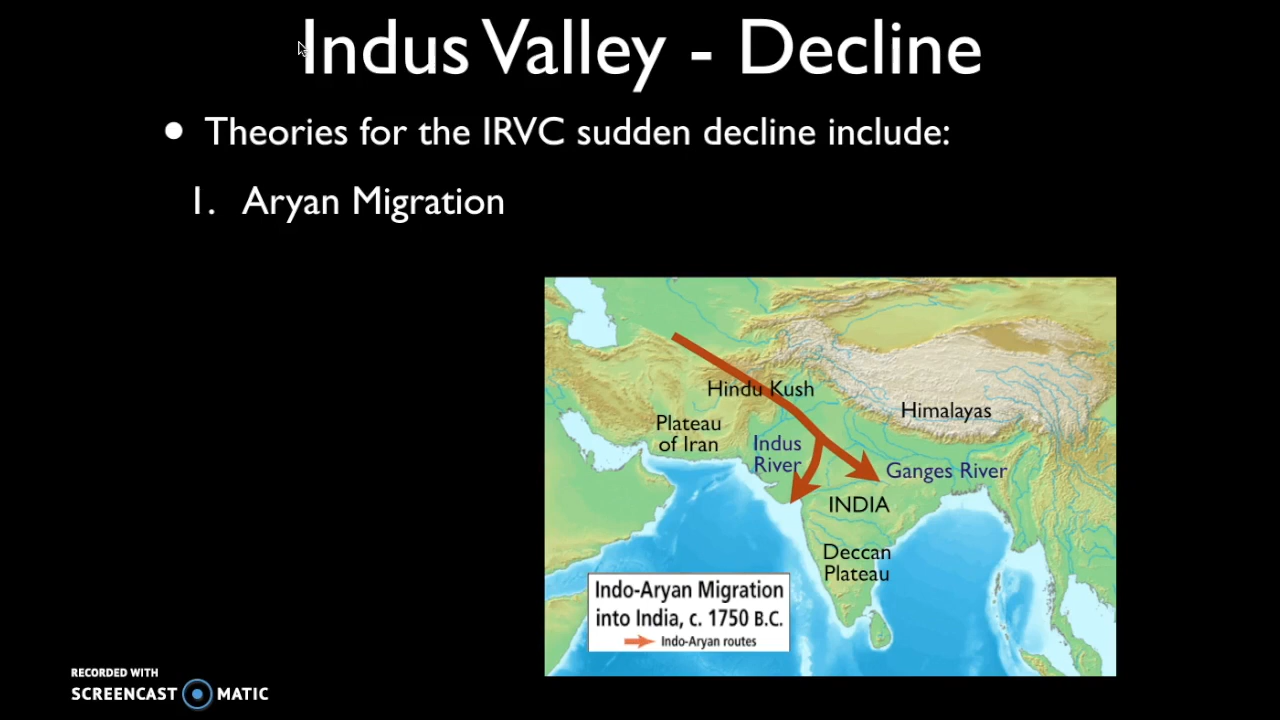 Indus Valley - Decline
• Theories for the IRVC sudden decline include:
1. Aryan Migration
Hindu Kush
Himalayas
Plateau
of Iran
Indus
River
Ganges River
INDIA
Deccan
Plateau
Indo-Aryan Migration
into India, c. 1750 B.C.
Indo-Aryan routes
RECORDED WITH
SCREENCAST MATIC